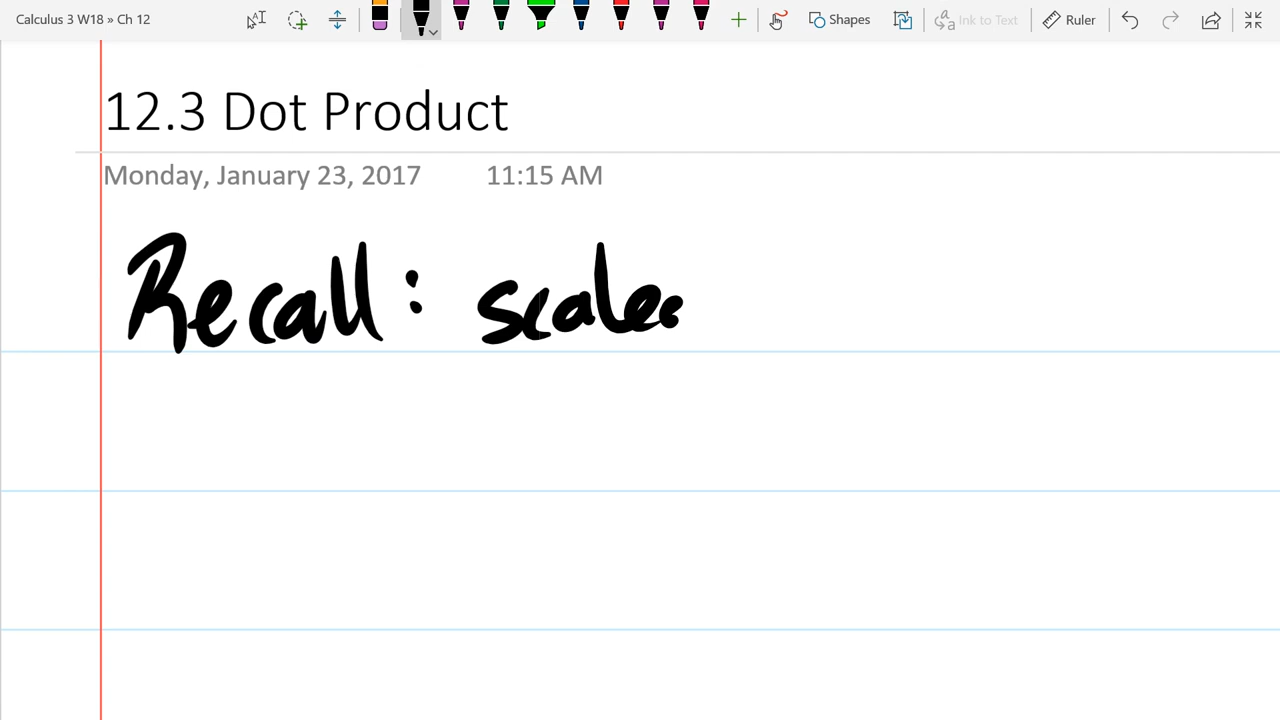 Calculus 3 W18 » Ch 12
Shapes
Ink to Text
Ruler
12.3 Dot Product
Monday, January 23, 2017 11:15 AM
Recall: